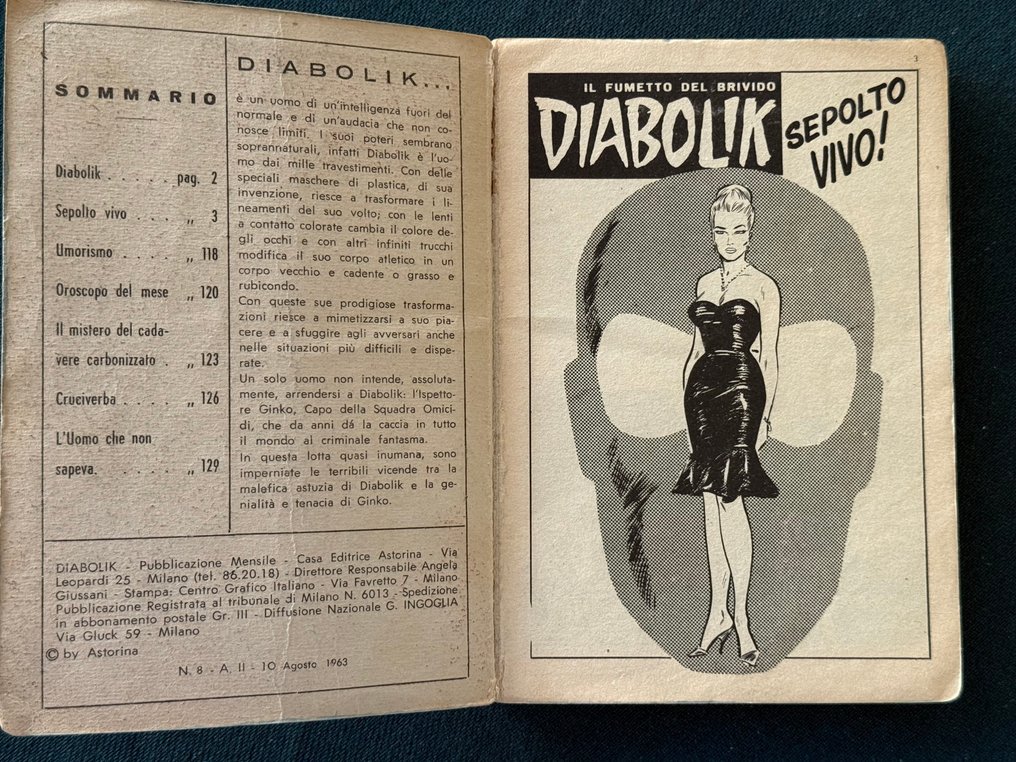 SOMMARIO
Diabolik . . . . . . pag. 2
Sepolto vivo . . . . „ 3
Umorismo . . . . . „ 118
Oroscopo del mese „ 120
Il mistero del cada-
vere carbonizzato . „ 123
Cruciverba . . . . „ 126
L'Uomo che non
sapeva. . . . . . „ 129
DIABOLIK...
è un uomo di un'intelligenza fuori del
normale e di un'audacia che non co-
nosce limiti. I suoi poteri sembrano
soprannaturali, infatti Diabolik è l'uo-
mo dai mille travestimenti. Con delle
speciali maschere di plastica, di sua
invenzione, riesce a trasformare i li-
neamenti del suo volto; con le lenti
a contatto colorate cambia il colore de-
gli occhi e con altri infiniti trucchi
modifica il suo corpo atletico in un
corpo vecchio e cadente o grasso e
rubicondo.
Con queste sue prodigiose trasforma-
zioni riesce a mimetizzarsi a suo pia-
cere e a sfuggire agli avversari anche
nelle situazioni più difficili e dispe-
rate.
Un solo uomo non intende, assoluta-
mente, arrendersi a Diabolik: l'Ispetto-
re Ginko, Capo della Squadra Omici-
di, che da anni dá la caccia in tutto
il mondo al criminale fantasma.
In questa lotta quasi inumana, sono
imperniate le terribili vicende tra la
malefica astuzia di Diabolik e la ge-
nialità e tenacia di Ginko.
DIABOLIK - Pubblicazione Mensile - Casa Editrice Astorina - Via
Leopardi 25 - Milano (tel. 86.20.18) - Direttore Responsabile Angela
Giussani - Stampa: Centro Grafico Italiano - Via Favretto 7 - Milano
Pubblicazione Registrata al tribunale di Milano N. 6013 - Spedizione
in abbonamento postale Gr. III - Diffusione Nazionale G. INGOGLIA
Via Gluck 59 - Milano
© by Astorina
N. 8 - A. II - 10 Agosto 1963
3
IL FUMETTO DEL BRIVIDO
DIABOLIK
SEPOLTO
VIVO!